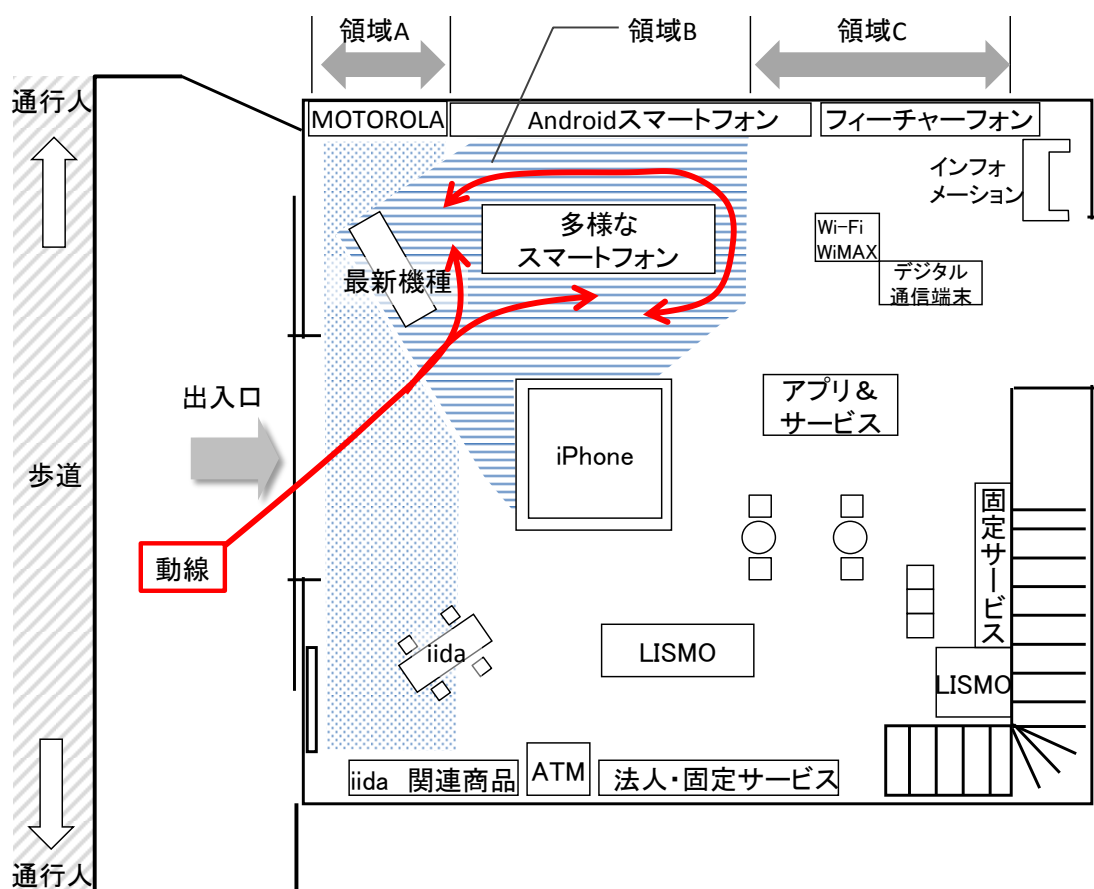 領域A
領域B
領域C
通行人
MOTOROLA
Androidスマートフォン
フィーチャーフォン
インフォ
メーション
多様な
スマートフォン
Wi-Fi
WiMAX
デジタル
通信端末
最新機種
出入口
アプリ&
サービス
iPhone
歩道
固定サービス
動線
iida
LISMO
LISMO
iida 関連商品
ATM
法人・固定サービス
通行人